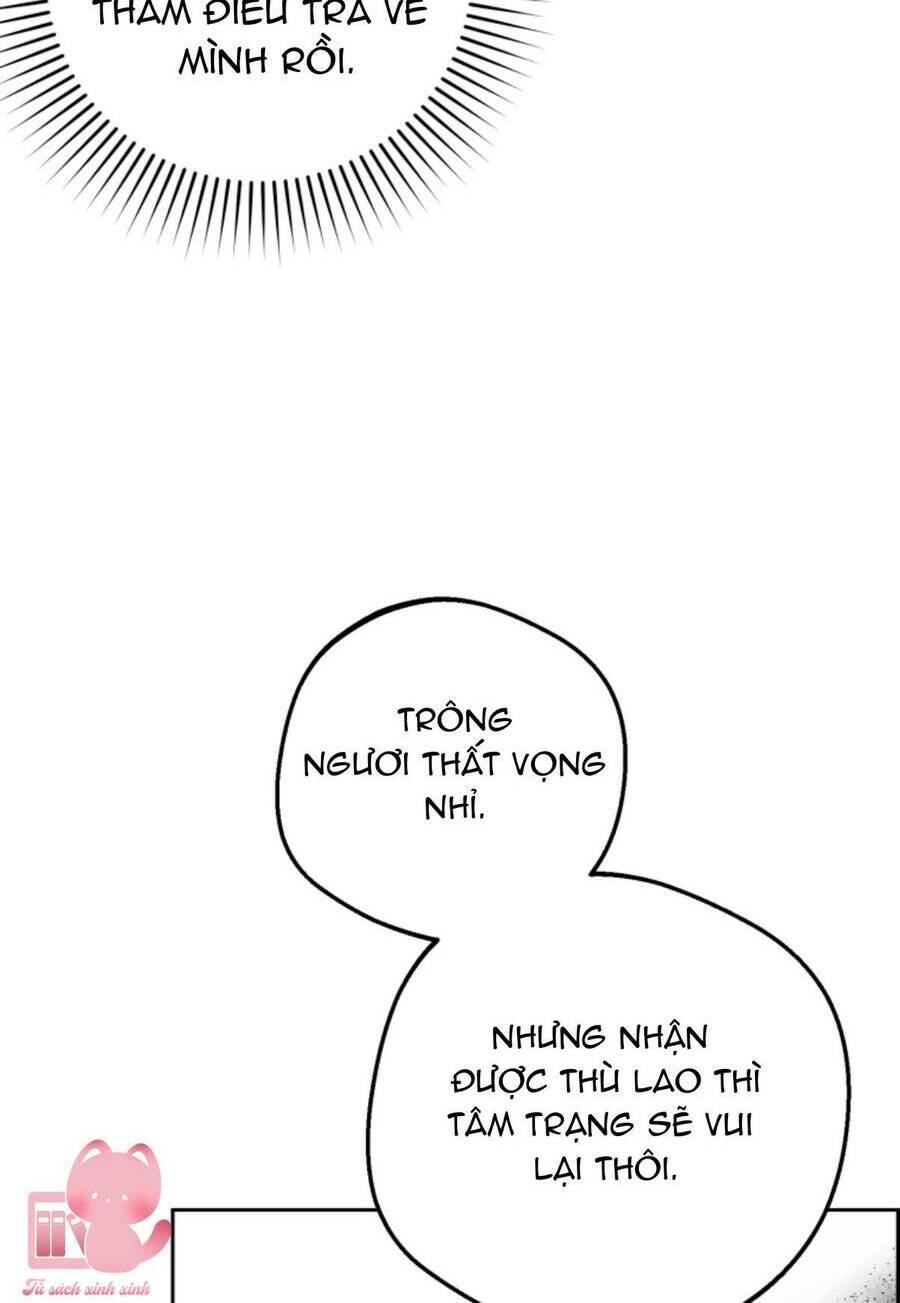 THẦM ĐIỀU TRA VỀ
MÌNH RỒI.
TRÔNG
NGƯƠI THẤT VỌNG
NHỈ.
NHƯNG NHẬN
ĐƯỢC THÙ LAO THÌ
TÂM TRẠNG SẼ VUI
LẠI THÔI.
Tủ sách xinh xinh